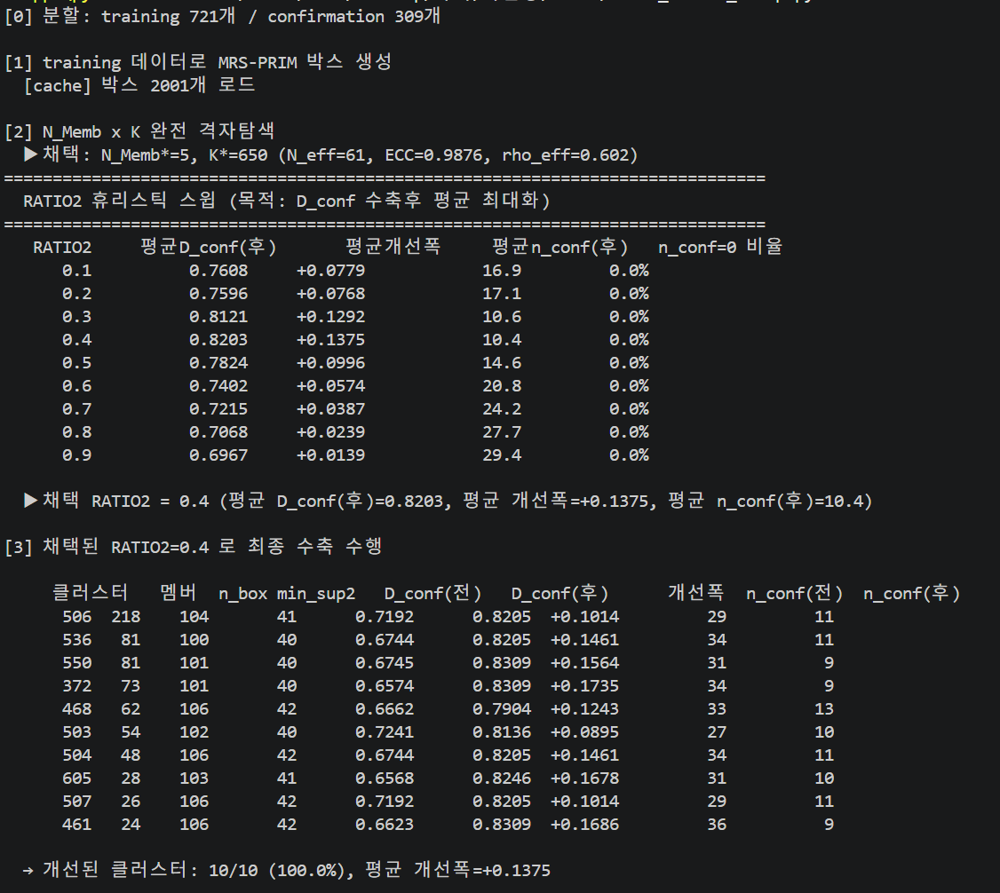 [0] 분할: training 721개 / confirmation 309개
[1] training 데이터로 MRS-PRIM 박스 생성
[cache] 박스 2001개 로드
[2] N_Memb x K 완전 격자탐색
▶채택: N_Memb*=5, K*=650 (N_eff=61, ECC=0.9876, rho_eff=0.602)
==============================================================================
RATIO2 휴리스틱 스윕 (목적: D_conf 수축후 평균 최대화)
==============================================================================
RATIO2 평균D_conf(후) 평균개선폭 평균n_conf(후) n_conf=0 비율
0.1 0.7608 +0.0779 16.9 0.0%
0.2 0.7596 +0.0768 17.1 0.0%
0.3 0.8121 +0.1292 10.6 0.0%
0.4 0.8203 +0.1375 10.4 0.0%
0.5 0.7824 +0.0996 14.6 0.0%
0.6 0.7402 +0.0574 20.8 0.0%
0.7 0.7215 +0.0387 24.2 0.0%
0.8 0.7068 +0.0239 27.7 0.0%
0.9 0.6967 +0.0139 29.4 0.0%
▶채택 RATIO2 = 0.4 (평균 D_conf(후)=0.8203, 평균 개선폭=+0.1375, 평균 n_conf(후)=10.4)
[3] 채택된 RATIO2=0.4 로 최종 수축 수행
클러스터 멤버 n_box min_sup2 D_conf(전) D_conf(후) 개선폭 n_conf(전) n_conf(후)
506 218 104 41 0.7192 0.8205 +0.1014 29 11
536 81 100 40 0.6744 0.8205 +0.1461 34 11
550 81 101 40 0.6745 0.8309 +0.1564 31 9
372 73 101 40 0.6574 0.8309 +0.1735 34 9
468 62 106 42 0.6662 0.7904 +0.1243 33 13
503 54 102 40 0.7241 0.8136 +0.0895 27 10
504 48 106 42 0.6744 0.8205 +0.1461 34 11
605 28 103 41 0.6568 0.8246 +0.1678 31 10
507 26 106 42 0.7192 0.8205 +0.1014 29 11
461 24 106 42 0.6623 0.8309 +0.1686 36 9
→ 개선된 클러스터: 10/10 (100.0%), 평균 개선폭=+0.1375